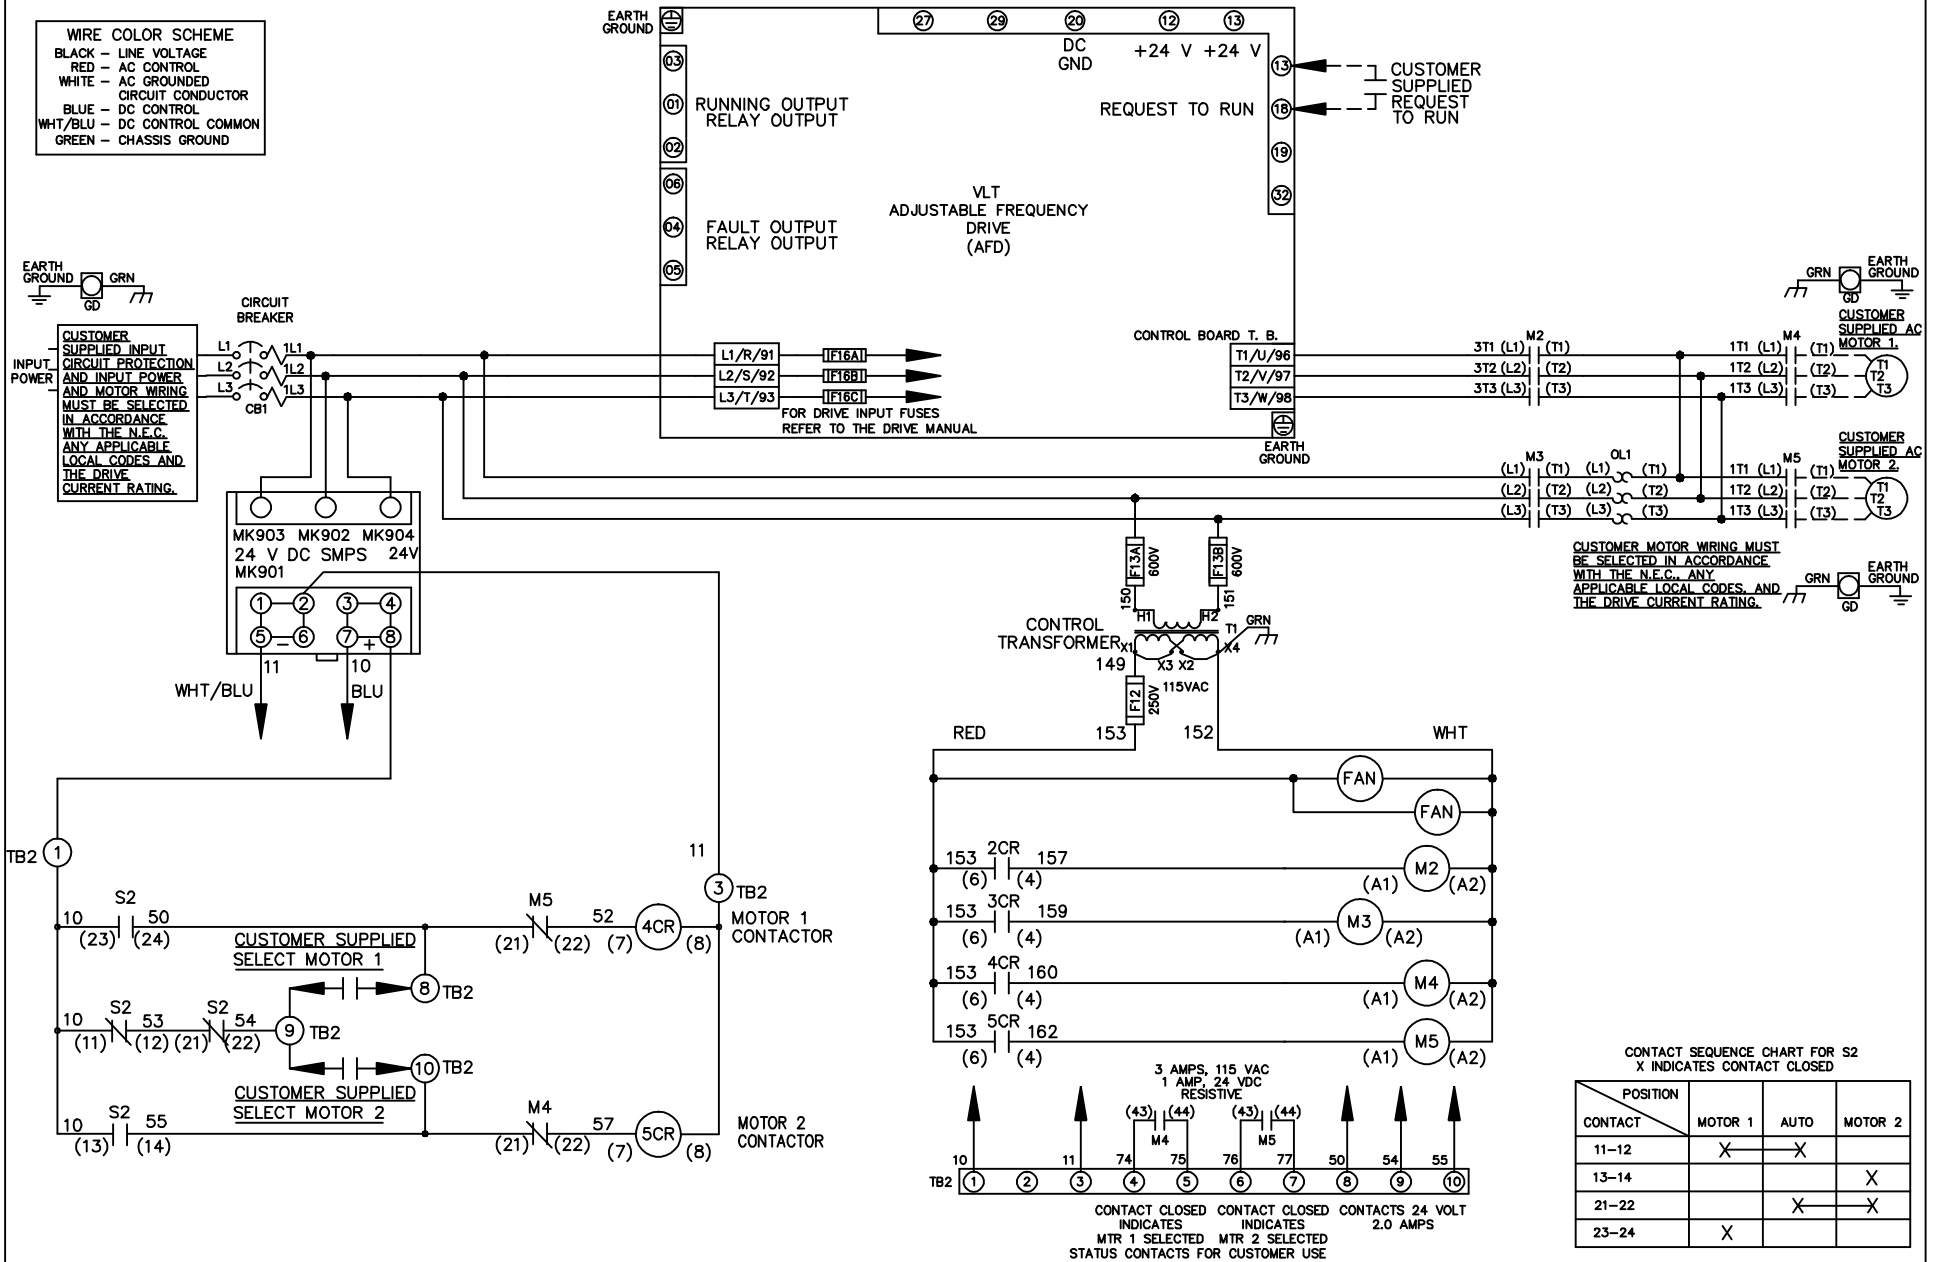 WIRE COLOR SCHEME
BLACK – LINE VOLTAGE
RED – AC CONTROL
WHITE – AC GROUNDED
CIRCUIT CONDUCTOR
BLUE – DC CONTROL
WHT/BLU – DC CONTROL COMMON
GREEN – CHASSIS GROUND
EARTH
GROUND
27 29 20 12 13
DC
GND
+24 V +24 V
03
01
02
RUNNING OUTPUT
RELAY OUTPUT
06
04
05
FAULT OUTPUT
RELAY OUTPUT
VLT
ADJUSTABLE FREQUENCY
DRIVE
(AFD)
REQUEST TO RUN
13
18
19
32
CUSTOMER
SUPPLIED
REQUEST
TO RUN
EARTH
GROUND
GRN
GD
CUSTOMER
SUPPLIED INPUT
CIRCUIT PROTECTION
AND INPUT POWER
AND MOTOR WIRING
MUST BE SELECTED
IN ACCORDANCE
WITH THE N.E.C.
ANY APPLICABLE
LOCAL CODES AND
THE DRIVE
CURRENT RATING.
INPUT
POWER
CIRCUIT
BREAKER
L1 1L1
L2 1L2
L3 1L3
CB1
L1/R/91 F16A
L2/S/92 F16B
L3/T/93 F16C
FOR DRIVE INPUT FUSES
REFER TO THE DRIVE MANUAL
CONTROL BOARD T. B.
T1/U/96
T2/V/97
T3/W/98
EARTH
GROUND
M2
3T1 (L1) (T1)
3T2 (L2) (T2)
3T3 (L3) (T3)
M4
1T1 (L1) (T1)
1T2 (L2) (T2)
1T3 (L3) (T3)
T1
T2
T3
GRN
EARTH
GROUND
GD
CUSTOMER
SUPPLIED AC
MOTOR 1.
M3 OL1 M5
(L1) (T1) (L1) (T1) 1T1 (L1) (T1)
(L2) (T2) (L2) (T2) 1T2 (L2) (T2)
(L3) (T3) (L3) (T3) 1T3 (L3) (T3)
T1
T2
T3
CUSTOMER
SUPPLIED AC
MOTOR 2.
CUSTOMER MOTOR WIRING MUST
BE SELECTED IN ACCORDANCE
WITH THE N.E.C., ANY
APPLICABLE LOCAL CODES, AND
THE DRIVE CURRENT RATING.
GRN
EARTH
GROUND
GD
MK903 MK902 MK904
24 V DC SMPS 24V
MK901
1 2 3 4
5 – 6 7 + 8
11 10
WHT/BLU BLU
F13A 600V
F13B 600V
150 151
H1 H2
CONTROL
TRANSFORMER
T1
GRN
X1 X3 X2 X4
149
115VAC
F12 250V
153 152
RED WHT
FAN
FAN
153 2CR 157 M2
(6) (4) (A1) (A2)
153 3CR 159 M3
(6) (4) (A1) (A2)
153 4CR 160 M4
(6) (4) (A1) (A2)
153 5CR 162 M5
(6) (4) (A1) (A2)
TB2 1
11
3 TB2
S2
10 50
(23) (24)
M5
52
(21) (22) (7) 4CR (8)
MOTOR 1
CONTACTOR
CUSTOMER SUPPLIED
SELECT MOTOR 1
8 TB2
S2 S2
10 53 54
(11) (12) (21) (22)
9 TB2
10 TB2
CUSTOMER SUPPLIED
SELECT MOTOR 2
S2
10 55
(13) (14)
M4
57
(21) (22) (7) 5CR (8)
MOTOR 2
CONTACTOR
3 AMPS, 115 VAC
1 AMP, 24 VDC
RESISTIVE
(43) (44) (43) (44)
M4 M5
10 11 74 75 76 77 50 54 55
TB2 1 2 3 4 5 6 7 8 9 10
CONTACT CLOSED
INDICATES
MTR 1 SELECTED
CONTACT CLOSED
INDICATES
MTR 2 SELECTED
STATUS CONTACTS FOR CUSTOMER USE
CONTACTS 24 VOLT
2.0 AMPS
CONTACT SEQUENCE CHART FOR S2
X INDICATES CONTACT CLOSED
POSITION
CONTACT MOTOR 1 AUTO MOTOR 2
11–12 X X
13–14 X
21–22 X X
23–24 X